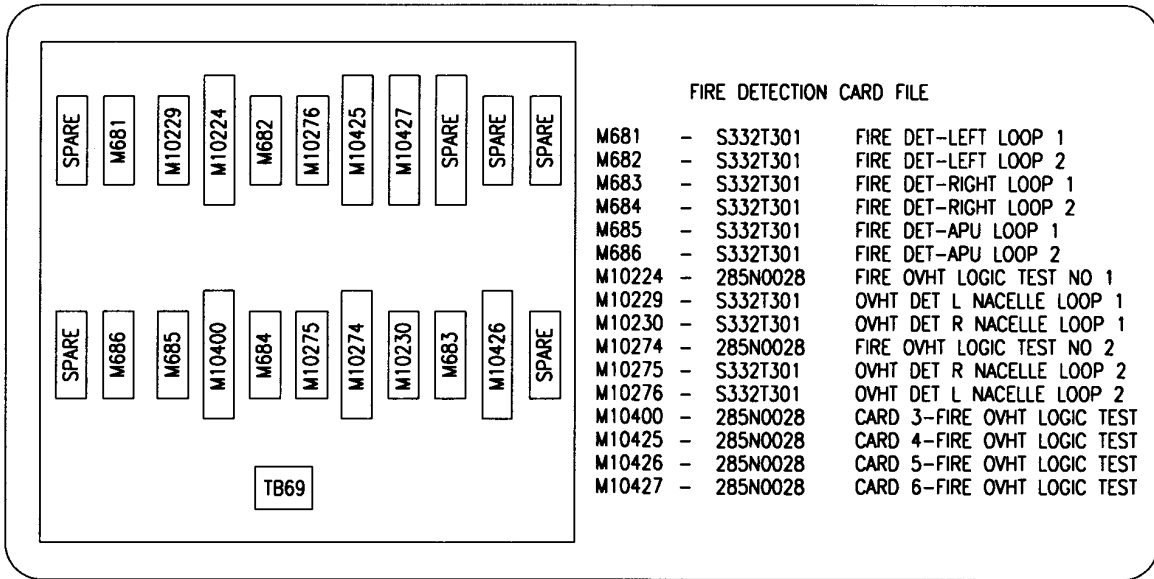 SPARE
M681
M10229
M10224
M682
M10276
M10425
M10427
SPARE
SPARE
SPARE
SPARE
M686
M685
M10400
M684
M10275
M10274
M10230
M683
M10426
SPARE
TB69
FIRE DETECTION CARD FILE
M681 - S332T301 FIRE DET-LEFT LOOP 1
M682 - S332T301 FIRE DET-LEFT LOOP 2
M683 - S332T301 FIRE DET-RIGHT LOOP 1
M684 - S332T301 FIRE DET-RIGHT LOOP 2
M685 - S332T301 FIRE DET-APU LOOP 1
M686 - S332T301 FIRE DET-APU LOOP 2
M10224 - 285N0028 FIRE OVHT LOGIC TEST NO 1
M10229 - S332T301 OVHT DET L NACELLE LOOP 1
M10230 - S332T301 OVHT DET R NACELLE LOOP 1
M10274 - 285N0028 FIRE OVHT LOGIC TEST NO 2
M10275 - S332T301 OVHT DET R NACELLE LOOP 2
M10276 - S332T301 OVHT DET L NACELLE LOOP 2
M10400 - 285N0028 CARD 3-FIRE OVHT LOGIC TEST
M10425 - 285N0028 CARD 4-FIRE OVHT LOGIC TEST
M10426 - 285N0028 CARD 5-FIRE OVHT LOGIC TEST
M10427 - 285N0028 CARD 6-FIRE OVHT LOGIC TEST